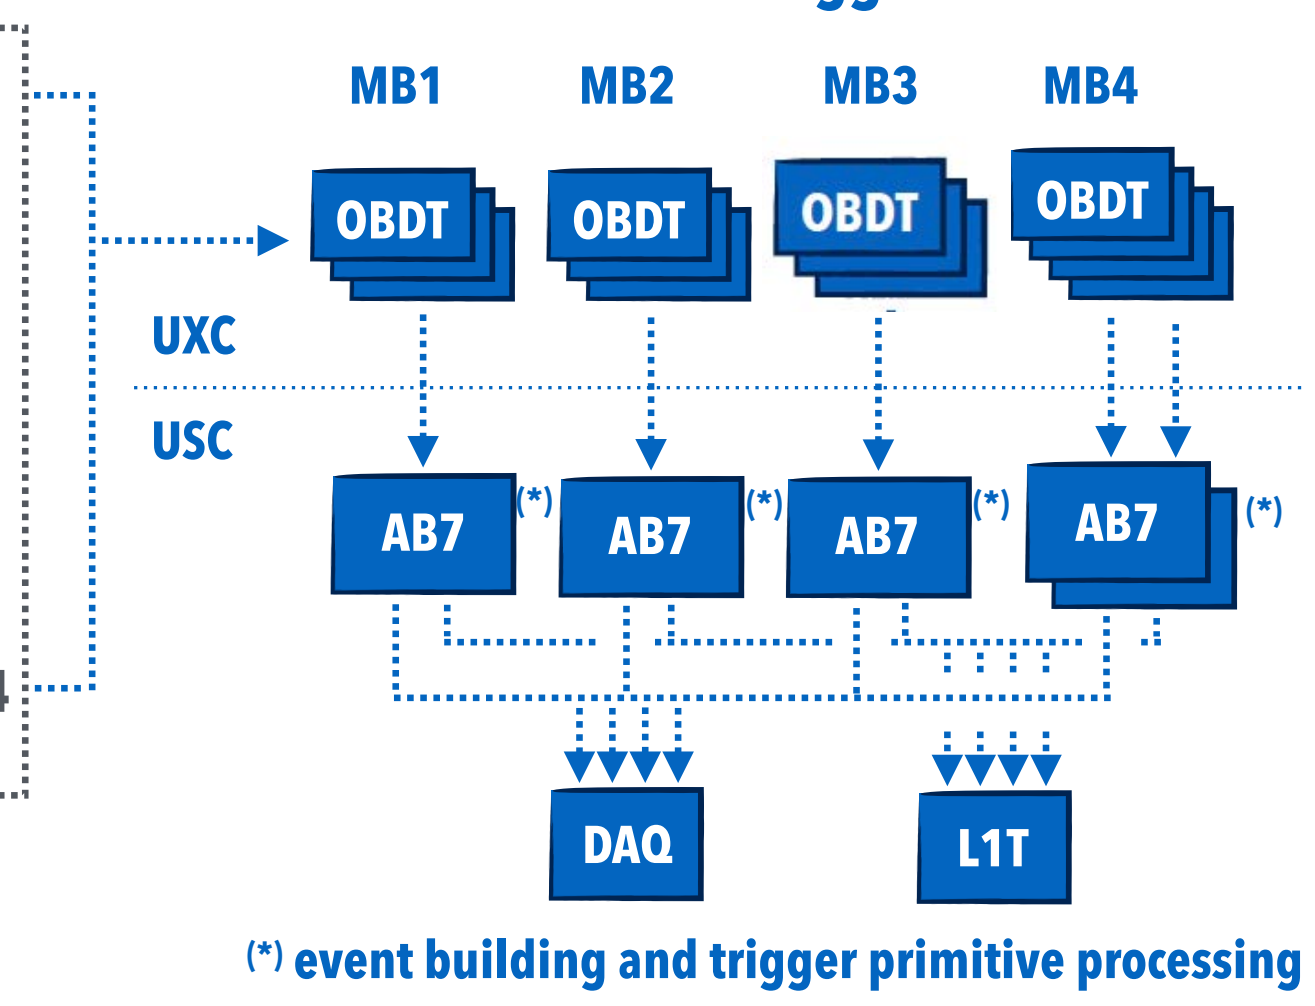 MB1 MB2 MB3 MB4
OBDT OBDT OBDT OBDT
UXC
USC
AB7 (*) AB7 (*) AB7 (*) AB7 (*)
DAQ L1T
(*) event building and trigger primitive processing